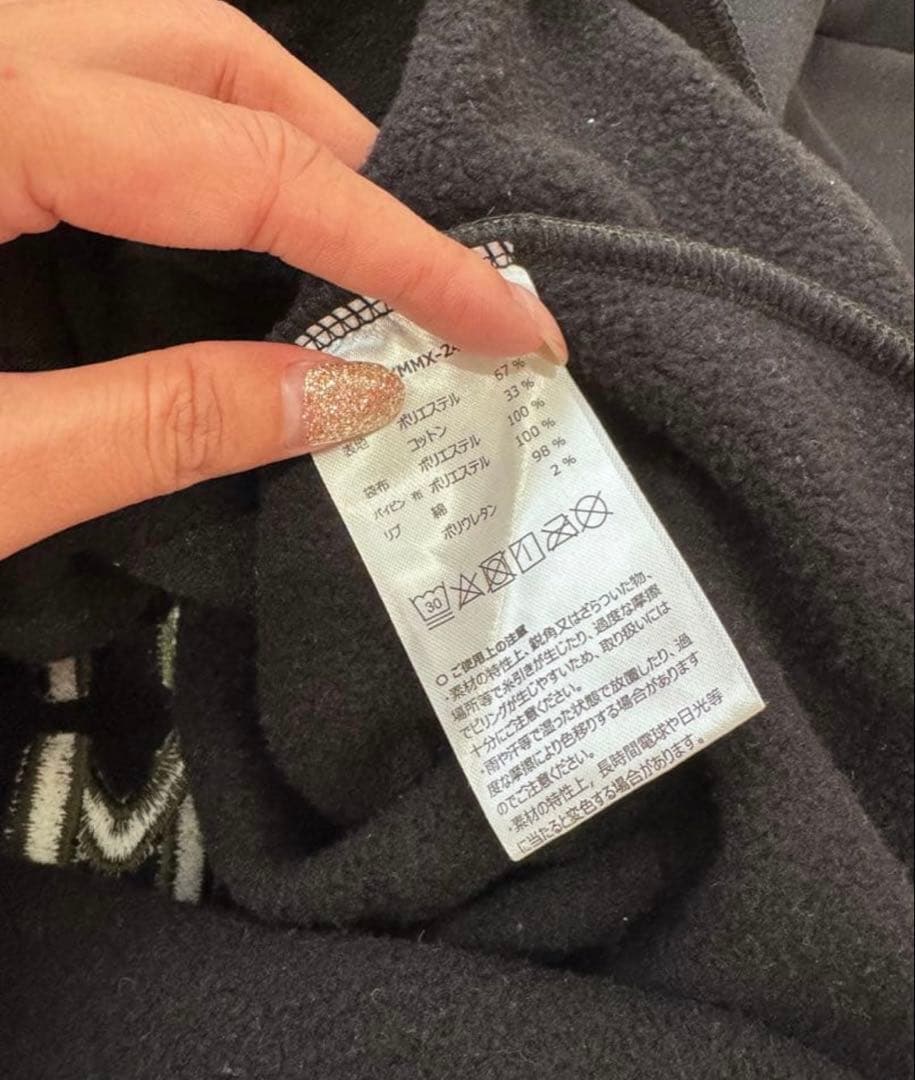 MMX-2
表地 ポリエステル 67 %
コットン 33 %
袋布 ポリエステル 100 %
パイピン 布 ポリエステル 100 %
リブ 綿 98 %
ポリウレタン 2 %
30
○ご使用上の注意
・素材の特性上、鋭角又はざらついた物、
場所等で糸引きが生じたり、過度な摩擦
でピリングが生じやすいため、取り扱いには
十分にご注意ください。
・雨や汗等で湿った状態で放置したり、過
度な摩擦により色移りする場合があります
のでご注意ください。
・素材の特性上、長時間電球や日光等
に当たると変色する場合があります。